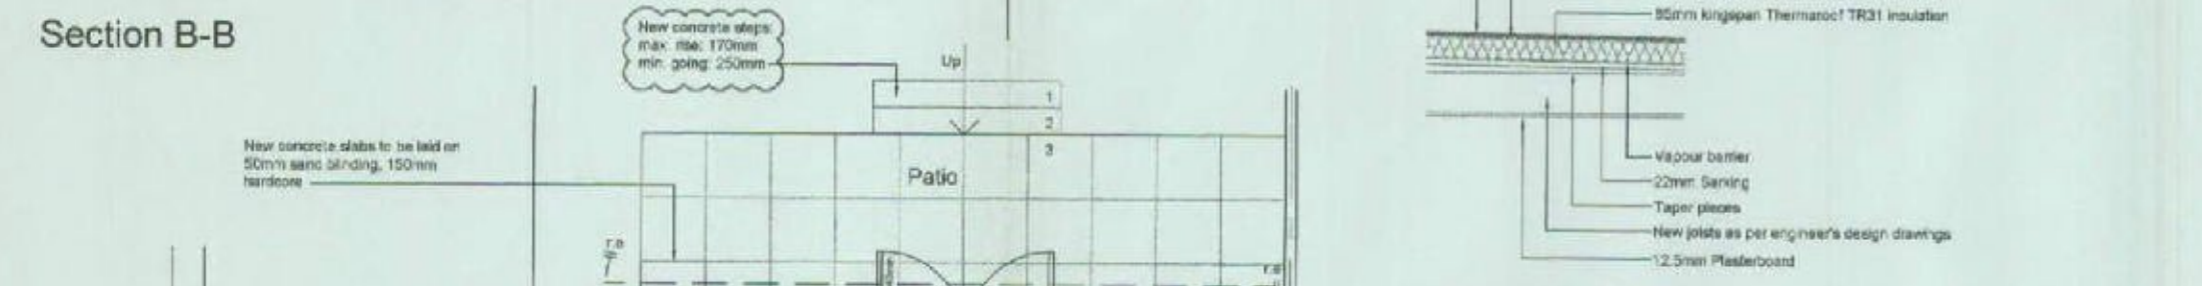 Section B-B
New concrete steps:
max. rise: 170mm
min. going: 250mm
Up
1
2
3
Patio
New concrete slabs to be laid on
50mm sand blinding, 150mm
hardcore
r.e
r.e
kingspan Thermaroof TR31 insulation
Vapour barrier
22mm Sarking
Taper pieces
New joists as per engineer's design drawings
12.5mm Plasterboard